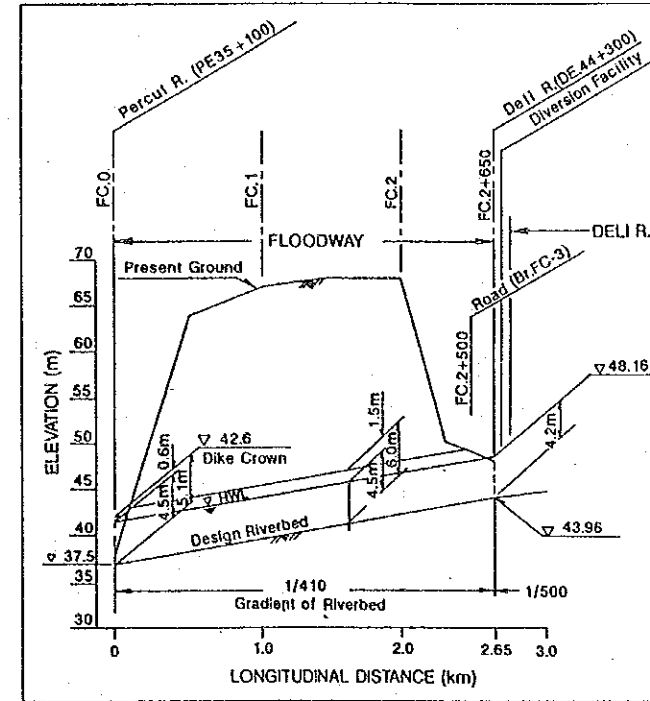 Percut R. (PE35+100)
Deli R.(DE.44+300)
Diversion Facility
FC.0
FC.1
FC.2
FC.2+650
FLOODWAY
DELI R.
Present Ground
Road (Br.FC-3)
FC.2+500
48.16
4.2m
1.5m
6.0m
4.5m
42.6
Dike Crown
0.6m
4.5m
5.1m
HWL
Design Riverbed
43.96
37.5
1/410
Gradient of Riverbed
1/500
ELEVATION (m)
70
65
60
55
50
45
40
35
30
0
1.0
2.0
2.65
3.0
LONGITUDINAL DISTANCE (km)